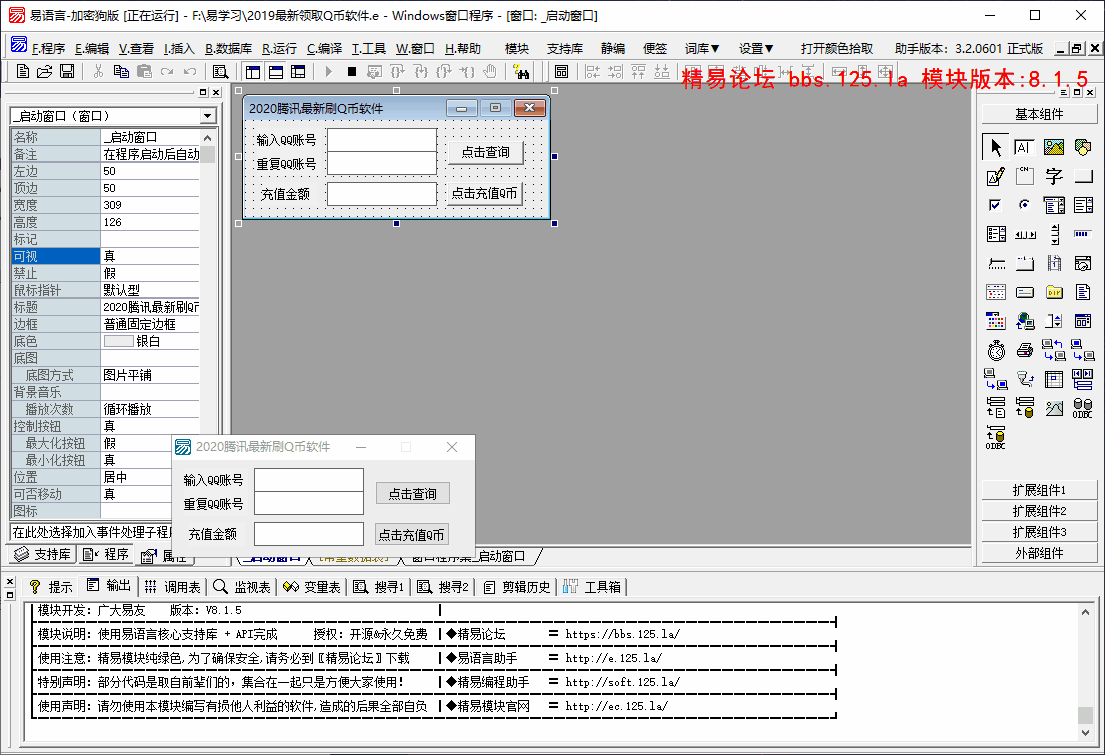 易语言-加密狗版 [正在运行] - F:\易学习\2019最新领取Q币软件.e - Windows窗口程序 - [窗口: _启动窗口]
F.程序 E.编辑 V.查看 I.插入 B.数据库 R.运行 C.编译 T.工具 W.窗口 H.帮助 模块 支持库 静编 便签 词库▼ 设置▼ 打开颜色拾取 助手版本: 3.2.0601 正式版
精易论坛 bbs.125.la 模块版本:8.1.5
_启动窗口（窗口）
名称 _启动窗口
备注 在程序启动后自动
左边 50
顶边 50
宽度 309
高度 126
标记
可视 真
禁止 假
鼠标指针 默认型
标题 2020腾讯最新刷Q币
边框 普通固定边框
底色 银白
底图
底图方式 图片平铺
背景音乐
播放次数 循环播放
控制按钮 真
最大化按钮 假
最小化按钮 真
位置 居中
可否移动 真
图标
在此处选择加入事件处理子程
支持库 程序 属性
2020腾讯最新刷Q币软件
输入QQ账号
重复QQ账号
点击查询
充值金额
点击充值Q币
2020腾讯最新刷Q币软件
输入QQ账号
重复QQ账号
点击查询
充值金额
点击充值Q币
_启动窗口 (常量数据表) 窗口程序集_启动窗口
基本组件
扩展组件1
扩展组件2
扩展组件3
外部组件
提示 输出 调用表 监视表 变量表 搜寻1 搜寻2 剪辑历史 工具箱
模块开发: 广大易友 版本: V8.1.5
模块说明: 使用易语言核心支持库 + API完成 授权: 开源&永久免费 ┃◆精易论坛 = https://bbs.125.la/
使用注意: 精易模块纯绿色,为了确保安全,请务必到〖精易论坛〗下载 ┃◆易语言助手 = http://e.125.la/
特别声明: 部分代码是取自前辈们的, 集合在一起只是方便大家使用! ┃◆精易编程助手 = http://soft.125.la/
使用声明: 请勿使用本模块编写有损他人利益的软件,造成的后果全部自负 ┃◆精易模块官网 = http://ec.125.la/